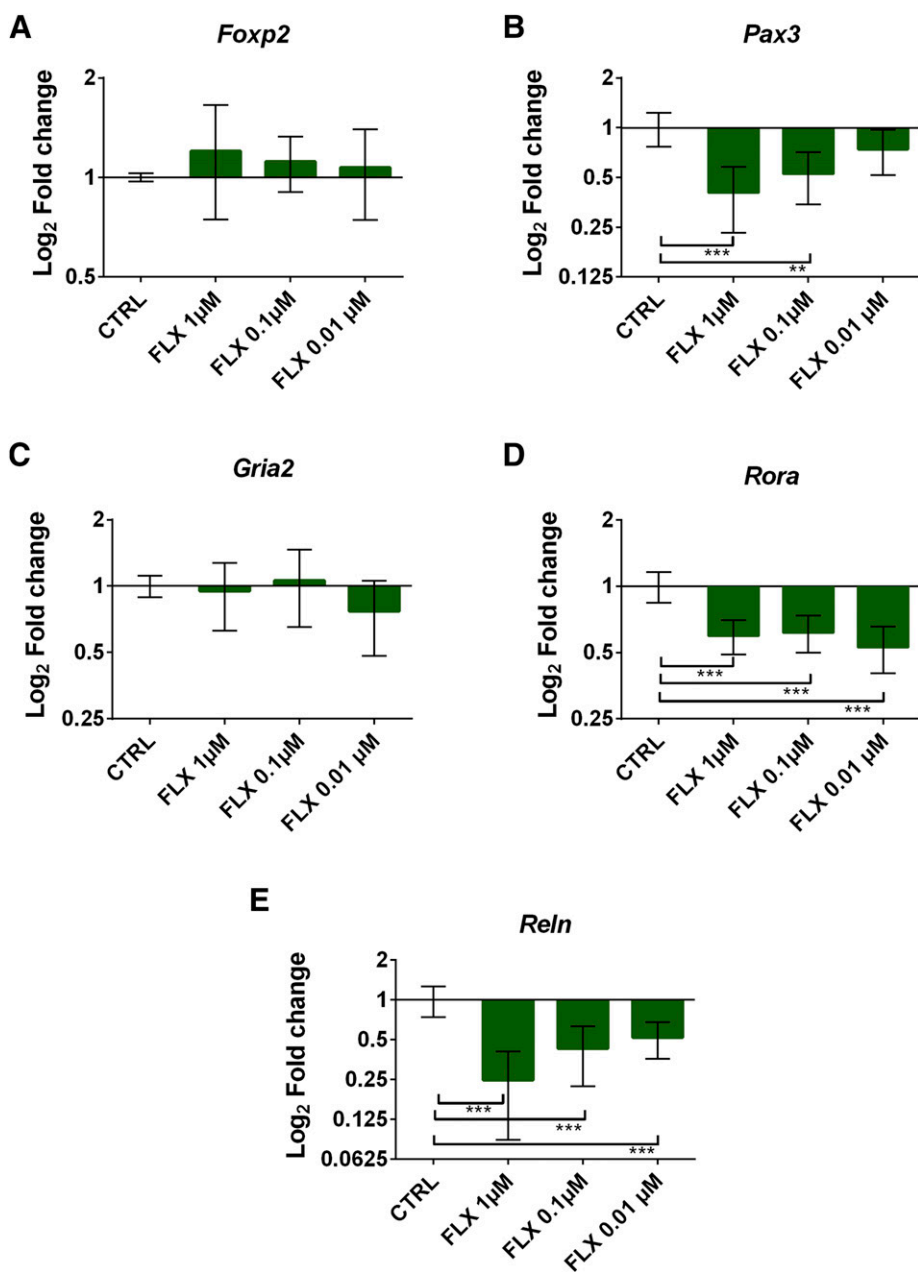 A
Foxp2
Log2 Fold change
2
1
0.5
CTRL
FLX 1µM
FLX 0.1µM
FLX 0.01 µM
B
Pax3
Log2 Fold change
2
1
0.5
0.25
0.125
***
**
CTRL
FLX 1µM
FLX 0.1µM
FLX 0.01 µM
C
Gria2
Log2 Fold change
2
1
0.5
0.25
CTRL
FLX 1µM
FLX 0.1µM
FLX 0.01 µM
D
Rora
Log2 Fold change
2
1
0.5
0.25
***
***
***
CTRL
FLX 1µM
FLX 0.1µM
FLX 0.01 µM
E
Reln
Log2 Fold change
2
1
0.5
0.25
0.125
0.0625
***
***
***
CTRL
FLX 1µM
FLX 0.1µM
FLX 0.01 µM